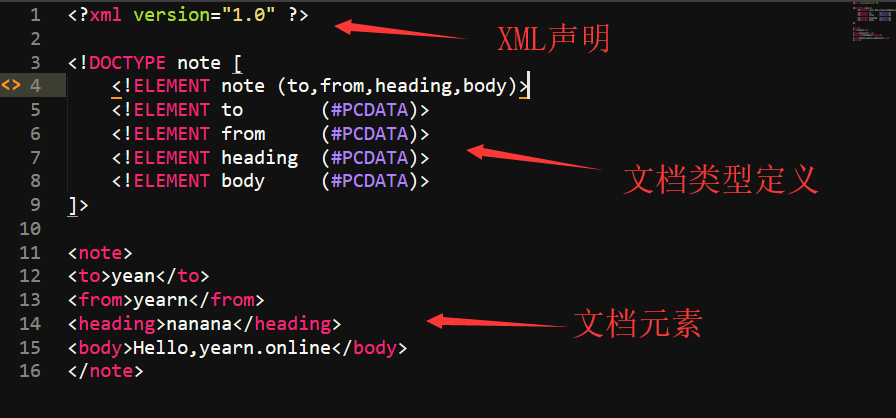 1 <?xml version="1.0" ?>
XML声明
2
3 <!DOCTYPE note [
4 <!ELEMENT note (to,from,heading,body)>
5 <!ELEMENT to (#PCDATA)>
6 <!ELEMENT from (#PCDATA)>
7 <!ELEMENT heading (#PCDATA)>
文档类型定义
8 <!ELEMENT body (#PCDATA)>
9 ]>
10
11 <note>
12 <to>yean</to>
13 <from>yearn</from>
14 <heading>nanana</heading>
文档元素
15 <body>Hello,yearn.online</body>
16 </note>